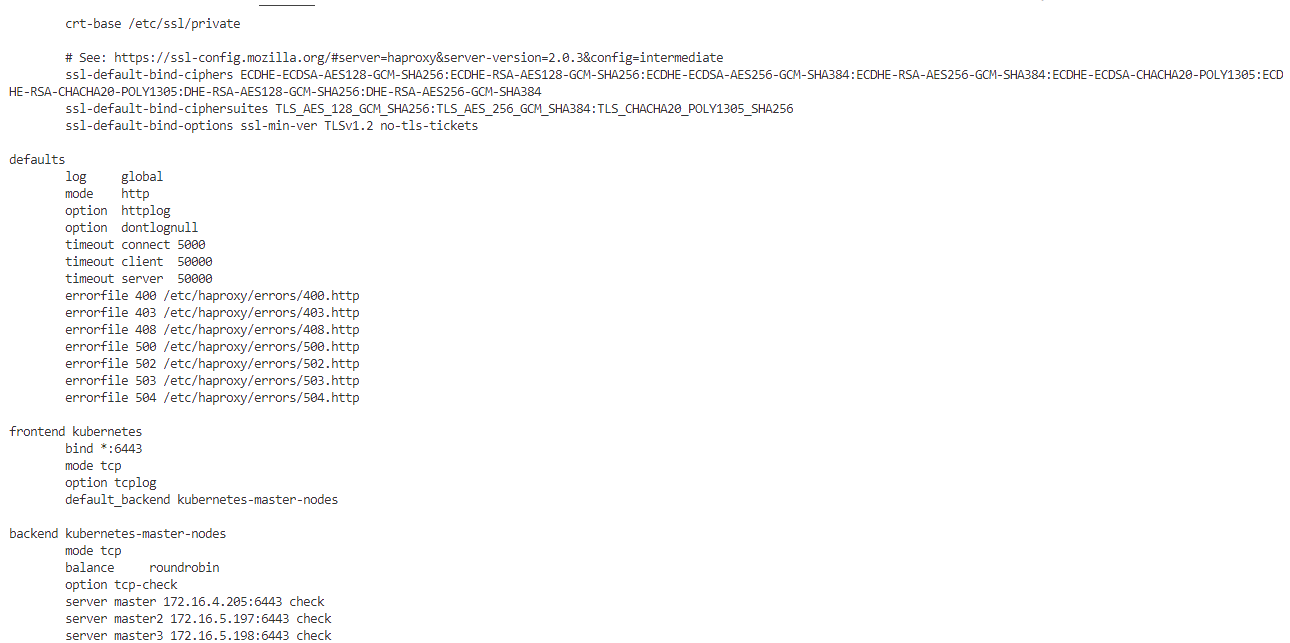 crt-base /etc/ssl/private
# See: https://ssl-config.mozilla.org/#server=haproxy&server-version=2.0.3&config=intermediate
ssl-default-bind-ciphers ECDHE-ECDSA-AES128-GCM-SHA256:ECDHE-RSA-AES128-GCM-SHA256:ECDHE-ECDSA-AES256-GCM-SHA384:ECDHE-RSA-AES256-GCM-SHA384:ECDHE-ECDSA-CHACHA20-POLY1305:ECD
HE-RSA-CHACHA20-POLY1305:DHE-RSA-AES128-GCM-SHA256:DHE-RSA-AES256-GCM-SHA384
ssl-default-bind-ciphersuites TLS_AES_128_GCM_SHA256:TLS_AES_256_GCM_SHA384:TLS_CHACHA20_POLY1305_SHA256
ssl-default-bind-options ssl-min-ver TLSv1.2 no-tls-tickets
defaults
log     global
mode    http
option  httplog
option  dontlognull
timeout connect 5000
timeout client  50000
timeout server  50000
errorfile 400 /etc/haproxy/errors/400.http
errorfile 403 /etc/haproxy/errors/403.http
errorfile 408 /etc/haproxy/errors/408.http
errorfile 500 /etc/haproxy/errors/500.http
errorfile 502 /etc/haproxy/errors/502.http
errorfile 503 /etc/haproxy/errors/503.http
errorfile 504 /etc/haproxy/errors/504.http
frontend kubernetes
bind *:6443
mode tcp
option tcplog
default_backend kubernetes-master-nodes
backend kubernetes-master-nodes
mode tcp
balance     roundrobin
option tcp-check
server master 172.16.4.205:6443 check
server master2 172.16.5.197:6443 check
server master3 172.16.5.198:6443 check